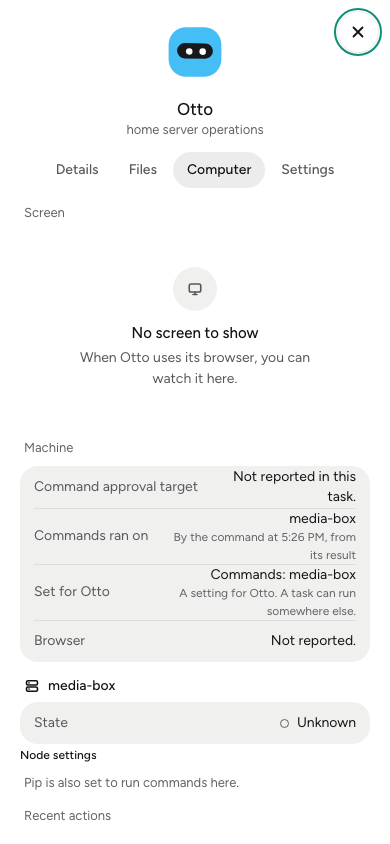 Otto
home server operations
Details
Files
Computer
Settings
Screen
No screen to show
When Otto uses its browser, you can
watch it here.
Machine
Command approval target
Not reported in this
task.
Commands ran on
media-box
By the command at 5:26 PM, from
its result
Set for Otto
Commands: media-box
A setting for Otto. A task can run
somewhere else.
Browser
Not reported.
media-box
State
Unknown
Node settings
Pip is also set to run commands here.
Recent actions